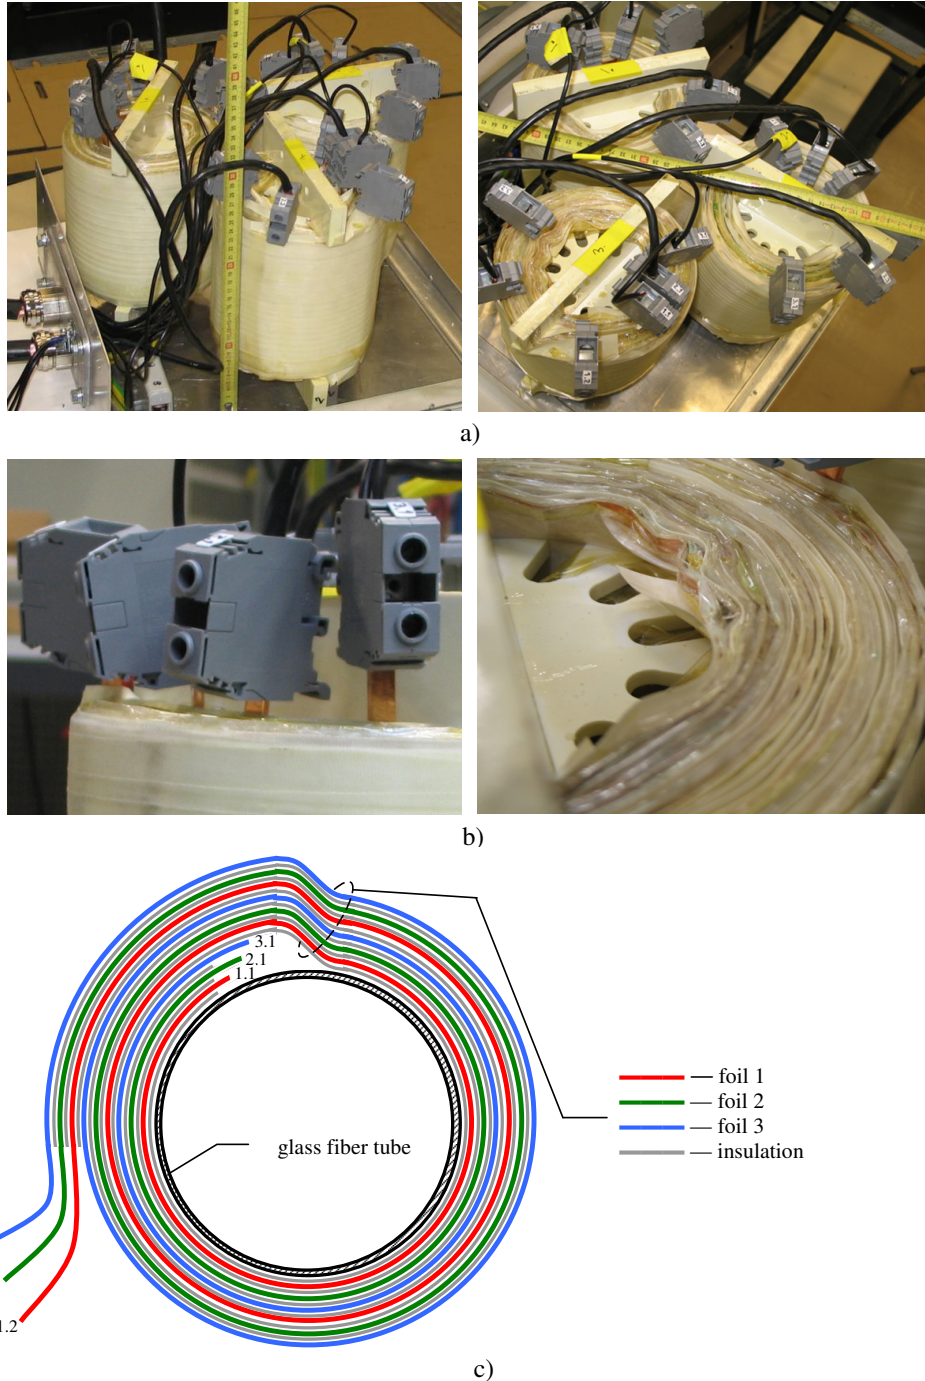 a)
b)
3.1
2.1
1.1
foil 1
foil 2
foil 3
insulation
glass fiber tube
1.2
c)